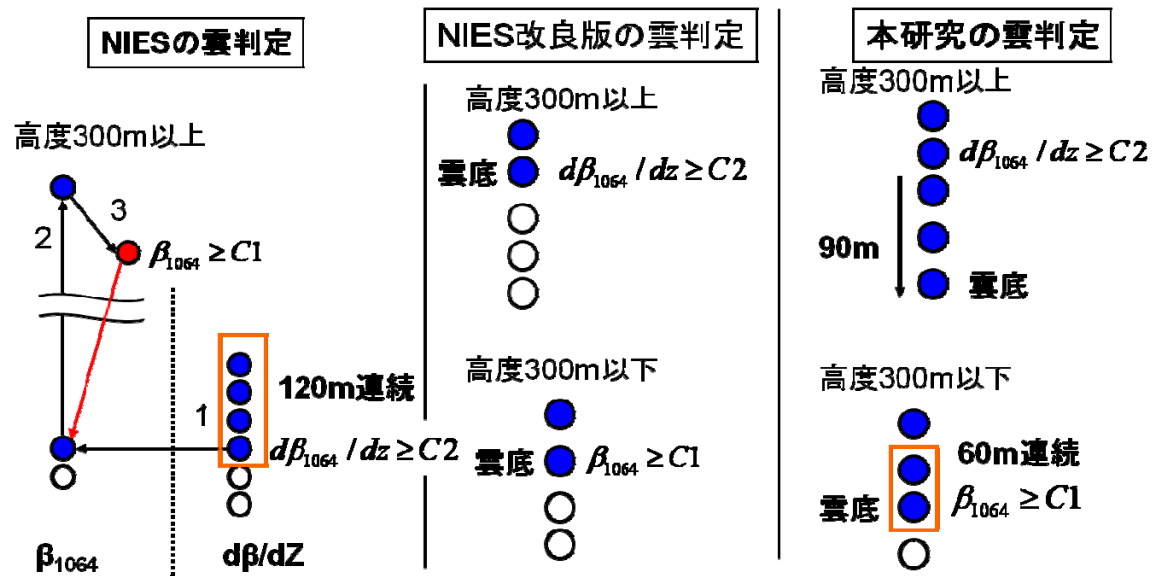 NIESの雲判定
高度300m以上
2
3
β1064 ≥ C1
1
120m連続
dβ1064 / dz ≥ C2
β1064
dβ/dZ
NIES改良版の雲判定
高度300m以上
雲底 dβ1064 / dz ≥ C2
高度300m以下
雲底 β1064 ≥ C1
本研究の雲判定
高度300m以上
dβ1064 / dz ≥ C2
90m
雲底
高度300m以下
60m連続
雲底 β1064 ≥ C1